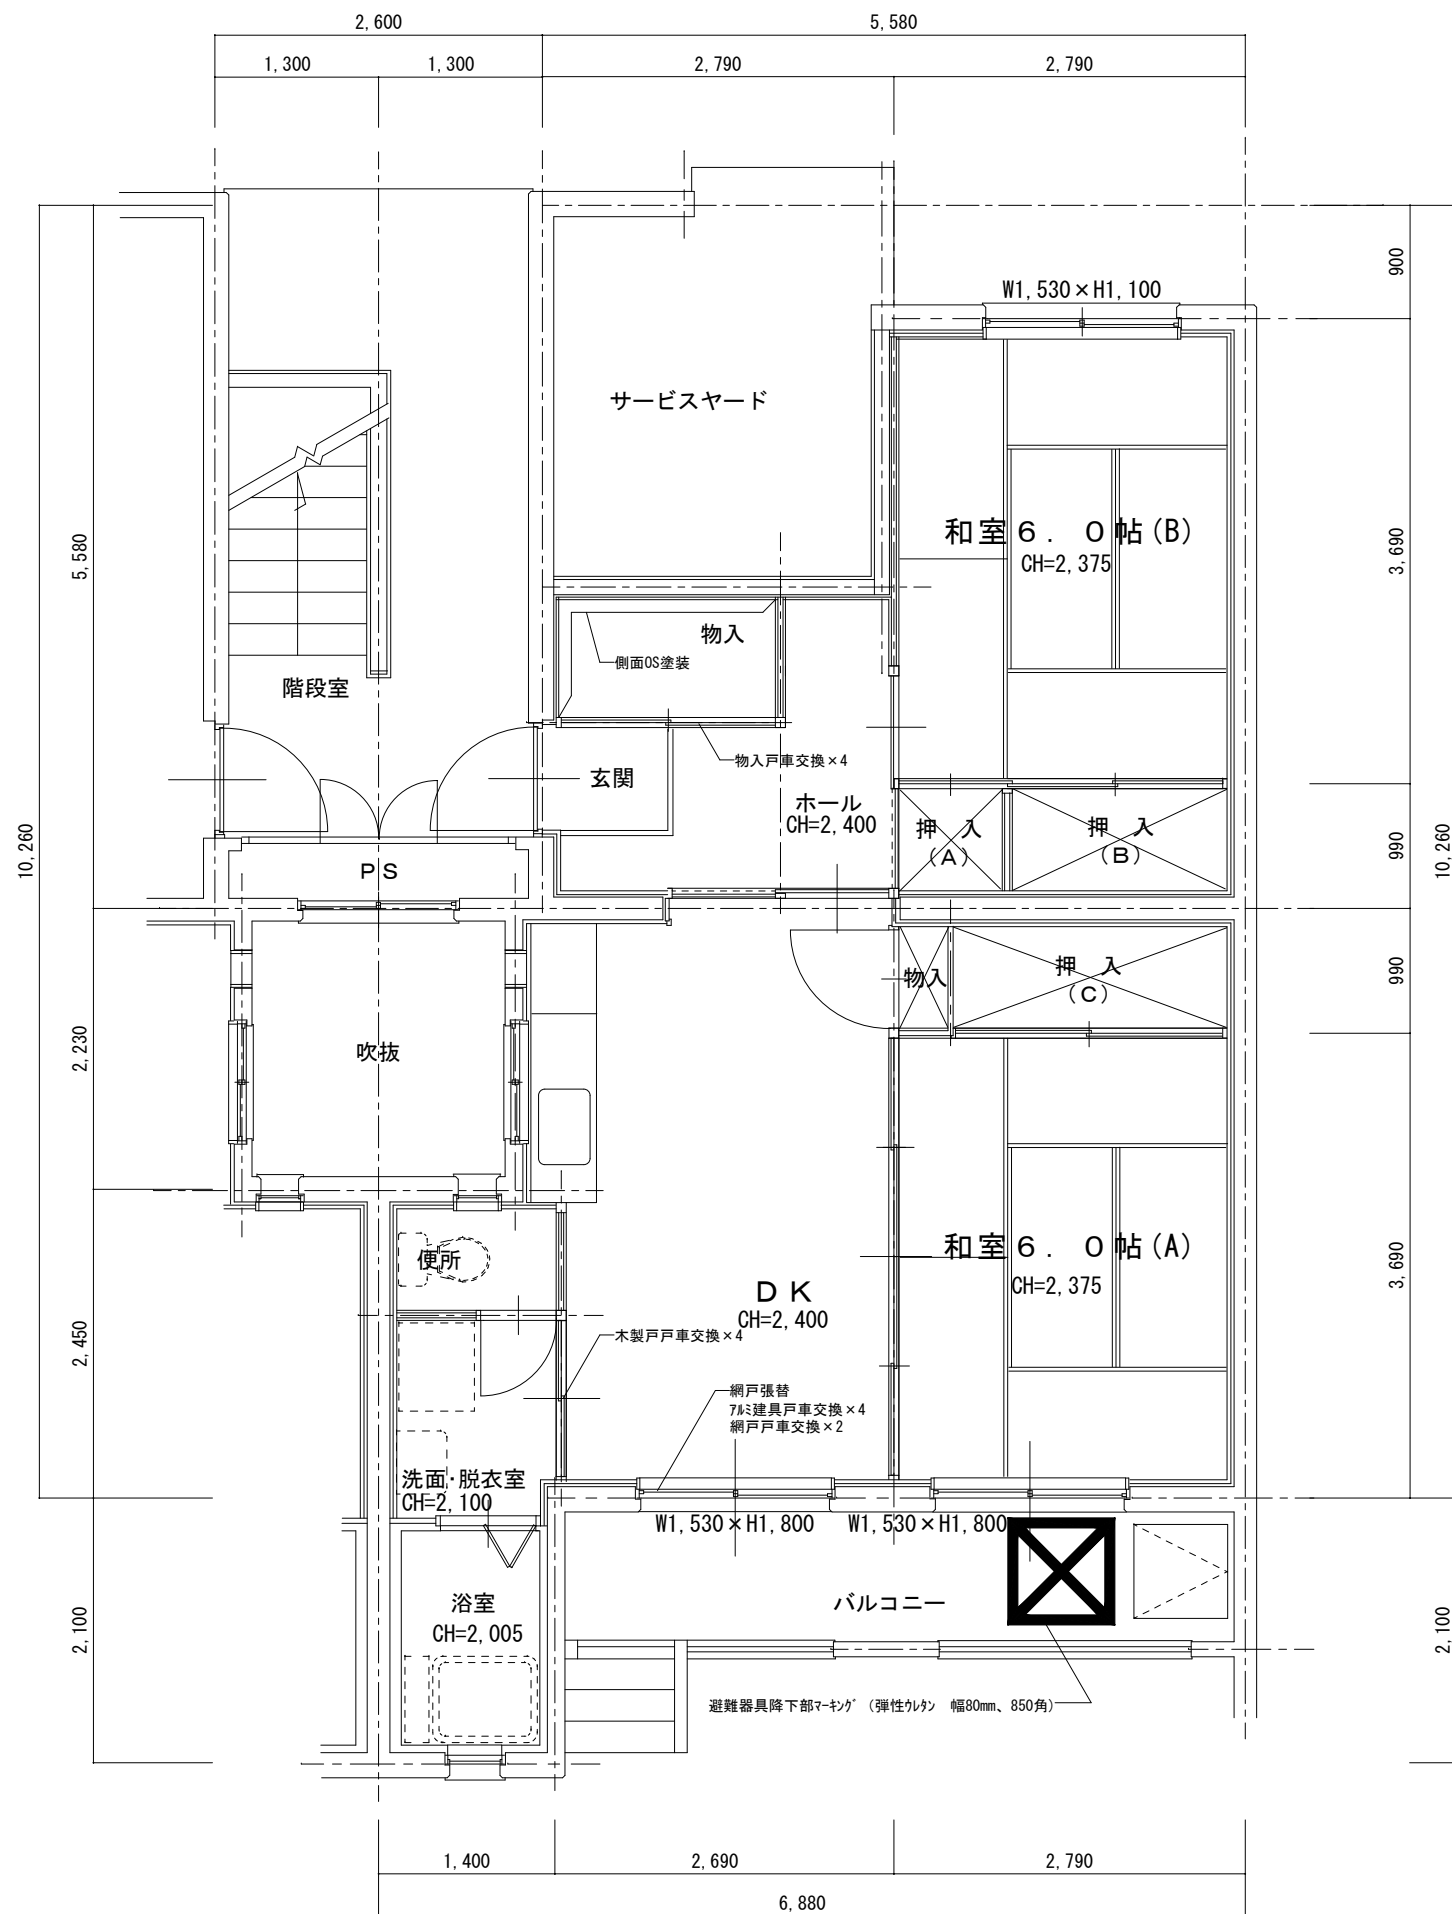 2,600
5,580
1,300
1,300
2,790
2,790
900
W1,530×H1,100
サービスヤード
和室６．０帖(B)
CH=2,375
5,580
3,690
物入
側面OS塗装
階段室
物入戸車交換×4
玄関
ホール
CH=2,400
押 入
(A)
押 入
(B)
10,260
990
10,260
ＰＳ
物入
押 入
(C)
990
2,230
吹抜
便所
和室６．０帖(A)
CH=2,375
3,690
ＤＫ
CH=2,400
木製戸戸車交換×4
2,450
網戸張替
ｱﾙﾐ建具戸車交換×4
網戸戸車交換×2
洗面・脱衣室
CH=2,100
W1,530×H1,800
W1,530×H1,800
浴室
CH=2,005
バルコニー
2,100
2,100
避難器具降下部ﾏｰｷﾝｸﾞ（弾性ｳﾚﾀﾝ　幅80mm、850角）
1,400
2,690
2,790
6,880